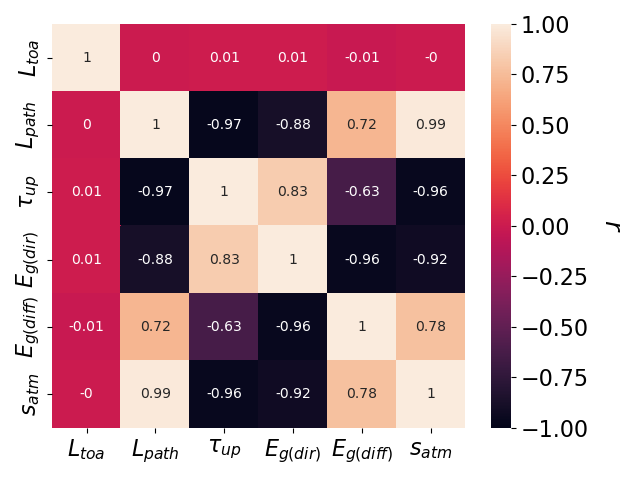 L_toa 1 0 0.01 0.01 -0.01 -0
L_path 0 1 -0.97 -0.88 0.72 0.99
τ_up 0.01 -0.97 1 0.83 -0.63 -0.96
E_g(dir) 0.01 -0.88 0.83 1 -0.96 -0.92
E_g(diff) -0.01 0.72 -0.63 -0.96 1 0.78
s_atm -0 0.99 -0.96 -0.92 0.78 1
L_toa L_path τ_up E_g(dir) E_g(diff) s_atm
1.00
0.75
0.50
0.25
0.00
−0.25
−0.50
−0.75
−1.00
r